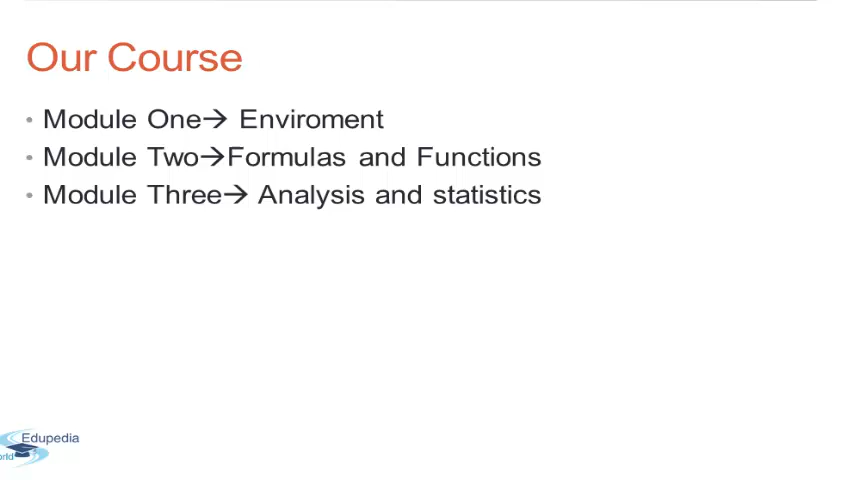 Our Course
• Module One→ Enviroment
• Module Two→Formulas and Functions
• Module Three→ Analysis and statistics
Edupedia